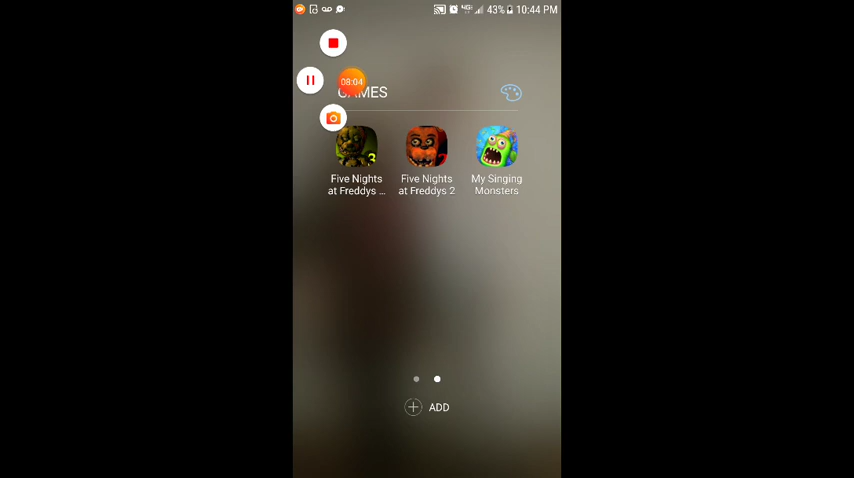 43% 10:44 PM
08:04
GAMES
3
Five Nights
at Freddys ...
Five Nights
at Freddys 2
My Singing
Monsters
ADD